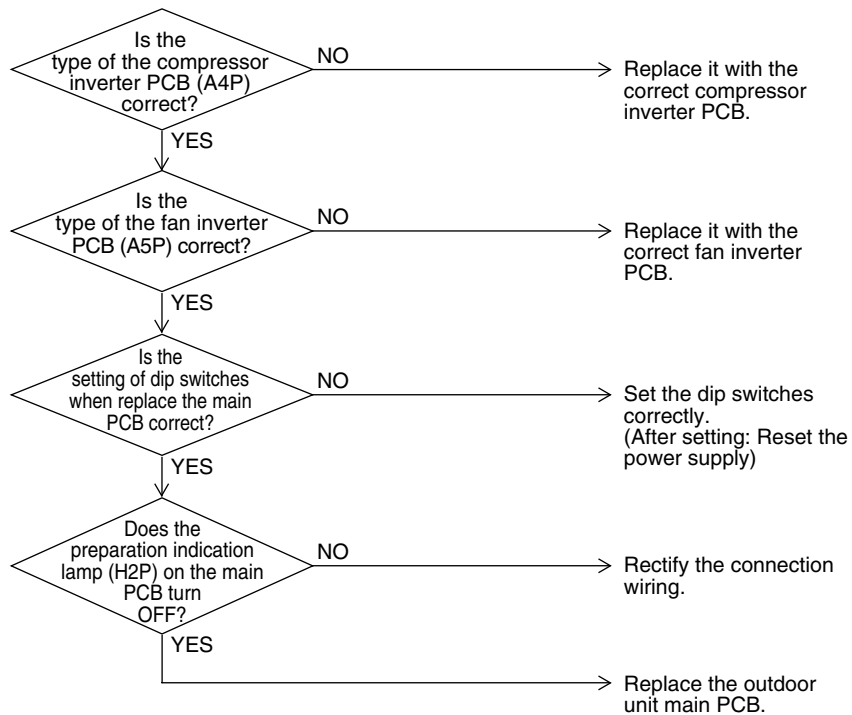 Is the
type of the compressor
inverter PCB (A4P)
correct?
NO
Replace it with the
correct compressor
inverter PCB.
YES
Is the
type of the fan inverter
PCB (A5P) correct?
NO
Replace it with the
correct fan inverter
PCB.
YES
Is the
setting of dip switches
when replace the main
PCB correct?
NO
Set the dip switches
correctly.
(After setting: Reset the
power supply)
YES
Does the
preparation indication
lamp (H2P) on the main
PCB turn
OFF?
NO
Rectify the connection
wiring.
YES
Replace the outdoor
unit main PCB.